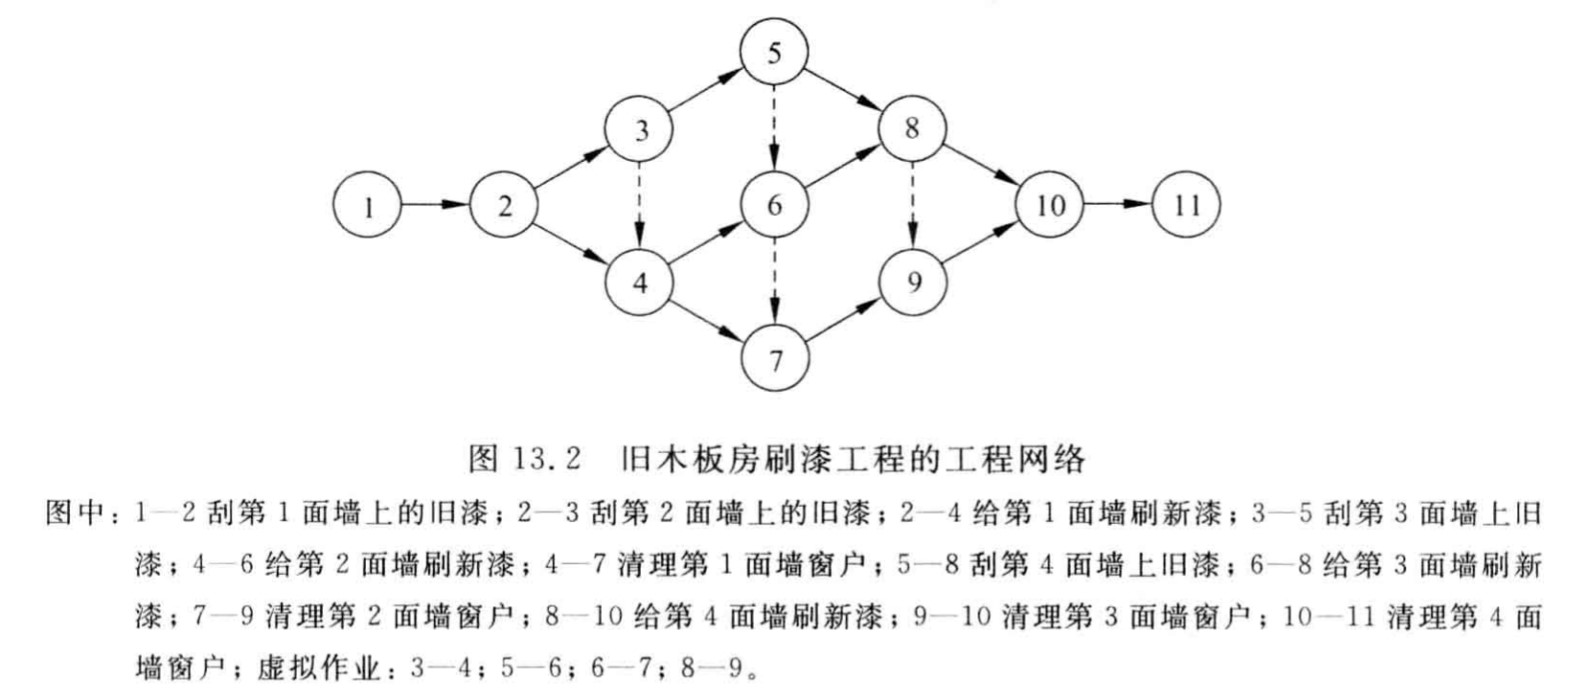 5
3
8
1
2
6
10
11
4
9
7
图 13.2 旧木板房刷漆工程的工程网络
图中：1—2 刮第 1 面墙上的旧漆；2—3 刮第 2 面墙上的旧漆；2—4 给第 1 面墙刷新漆；3—5 刮第 3 面墙上旧
漆；4—6 给第 2 面墙刷新漆；4—7 清理第 1 面墙窗户；5—8 刮第 4 面墙上旧漆；6—8 给第 3 面墙刷新
漆；7—9 清理第 2 面墙窗户；8—10 给第 4 面墙刷新漆；9—10 清理第 3 面墙窗户；10—11 清理第 4 面
墙窗户；虚拟作业：3—4；5—6；6—7；8—9。